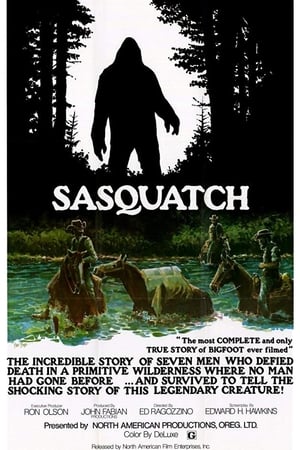 SASQUATCH
"The most COMPLETE and only
TRUE STORY of BIGFOOT ever filmed"
THE INCREDIBLE STORY OF SEVEN MEN WHO DEFIED
DEATH IN A PRIMITIVE WILDERNESS WHERE NO MAN
HAD GONE BEFORE ...AND SURVIVED TO TELL THE
SHOCKING STORY OF THIS LEGENDARY CREATURE!
Executive Producer
RON OLSON
Produced by
JOHN FABIAN
PRODUCTIONS
Directed by
ED RAGOZZINO
Screenplay by
EDWARD H. HAWKINS
Presented by NORTH AMERICAN PRODUCTIONS, OREG. LTD.
Color By DeLuxe G
Released by North American Film Enterprises, Inc.